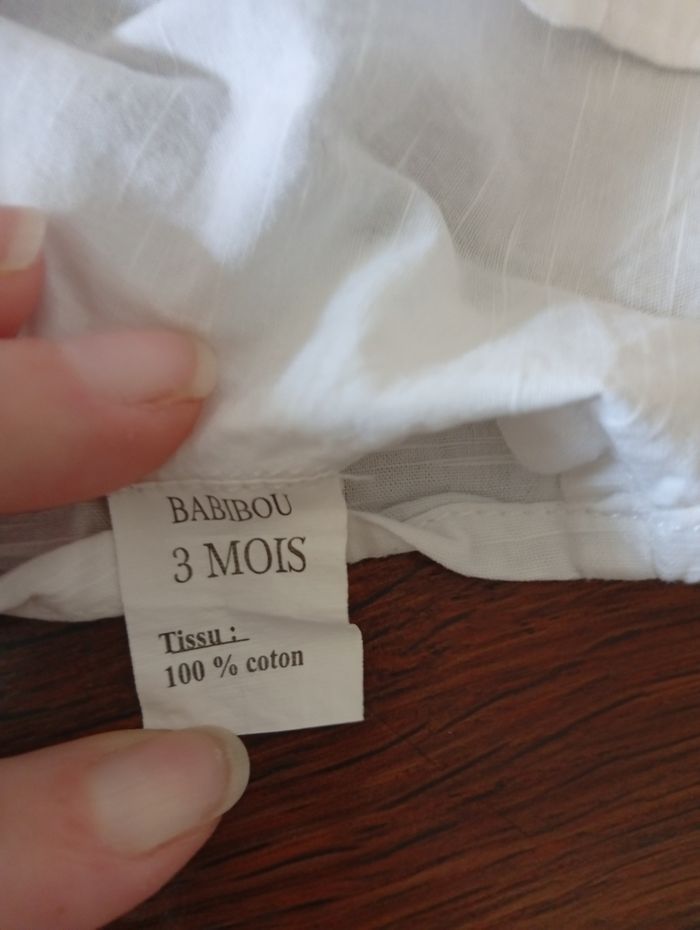 BABIBOU
3 MOIS
Tissu :
100 % coton